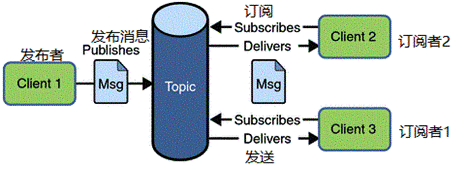 发布者
Client 1
发布消息
Publishes
Msg
Topic
订阅
Subscribes
Delivers
Msg
Client 2
订阅者2
Subscribes
Delivers
发送
Client 3
订阅者1